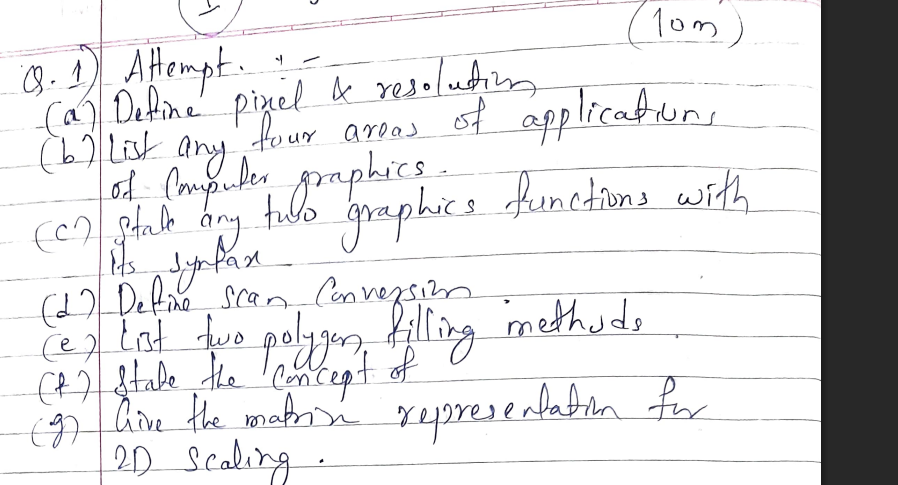 1
(10m)
Q.1) Attempt. :-
(a) Define pixel & resolution
(b) List any four areas of applications
of Computer graphics.
(c) State any two graphics functions with
its syntax
(d) Define scan Conversion
(e) List two polygon filling methods.
(f) State the concept of
(g) Give the matrix representation for
2D Scaling.